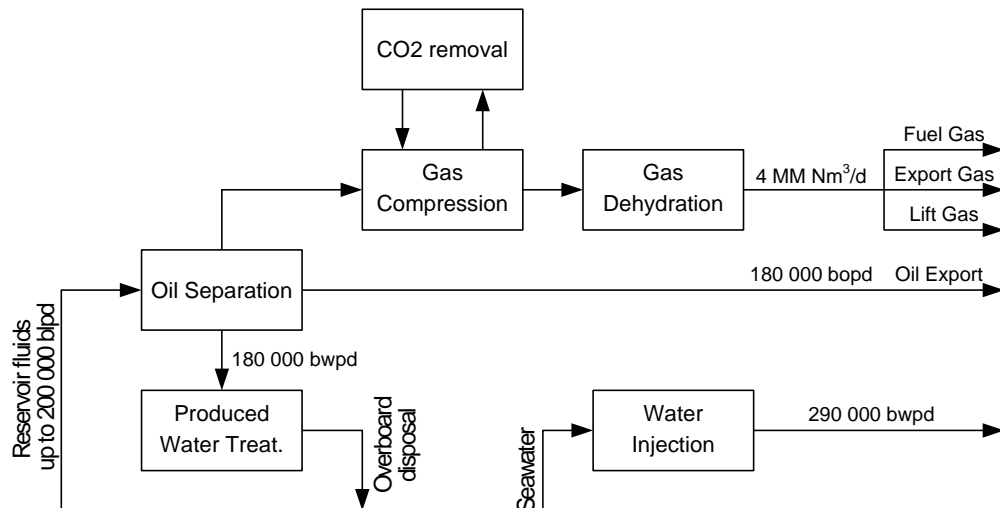 CO2 removal
Gas
Compression
Gas
Dehydration
4 MM Nm³/d
Fuel Gas
Export Gas
Lift Gas
Oil Separation
180 000 bopd
Oil Export
Reservoir fluids
up to 200 000 blpd
180 000 bwpd
Produced
Water Treat.
Overboard
disposal
Seawater
Water
Injection
290 000 bwpd